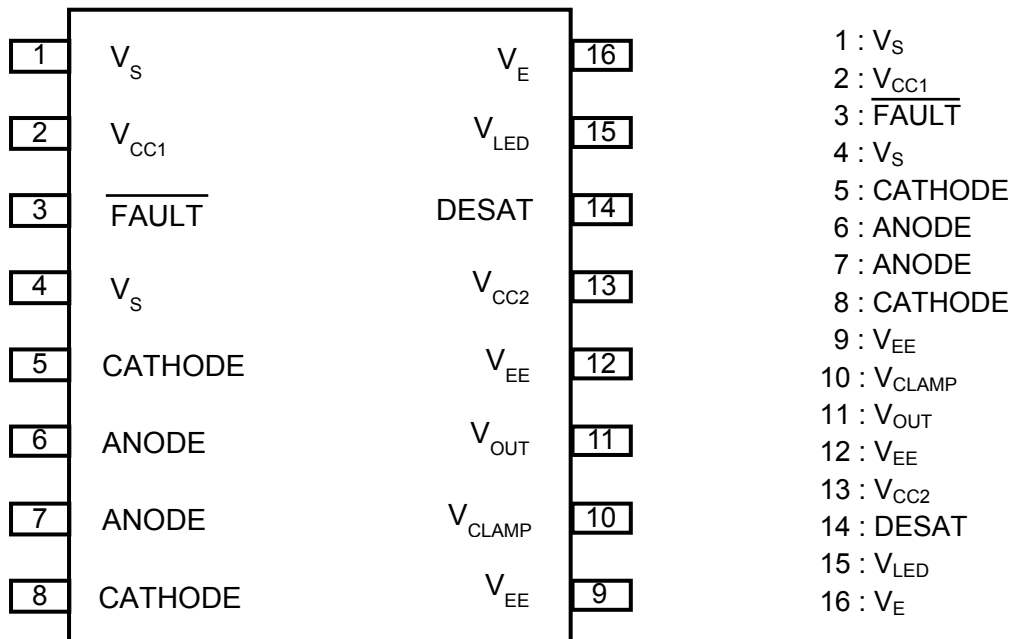 1 V_S V_E 16
2 V_CC1 V_LED 15
3 FAULT DESAT 14
4 V_S V_CC2 13
5 CATHODE V_EE 12
6 ANODE V_OUT 11
7 ANODE V_CLAMP 10
8 CATHODE V_EE 9
1 : V_S
2 : V_CC1
3 : FAULT
4 : V_S
5 : CATHODE
6 : ANODE
7 : ANODE
8 : CATHODE
9 : V_EE
10 : V_CLAMP
11 : V_OUT
12 : V_EE
13 : V_CC2
14 : DESAT
15 : V_LED
16 : V_E